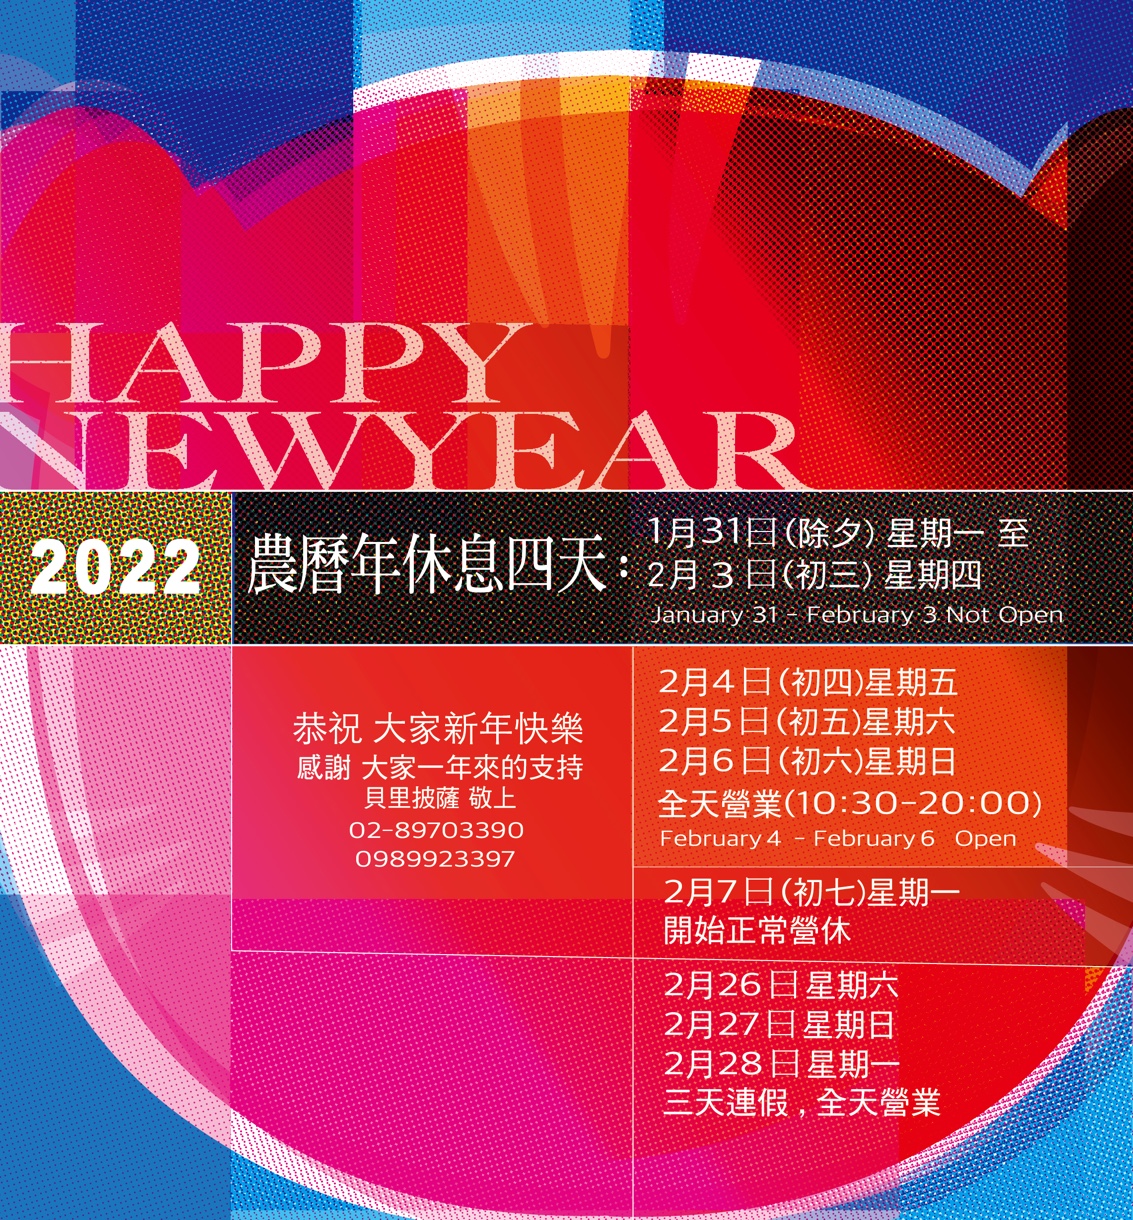 HAPPY
NEWYEAR
2022
農曆年休息四天:
1月31日(除夕) 星期一 至
2月3日(初三) 星期四
January 31 - February 3 Not Open
恭祝 大家新年快樂
感謝 大家一年來的支持
貝里披薩 敬上
02-89703390
0989923397
2月4日(初四)星期五
2月5日(初五)星期六
2月6日(初六)星期日
全天營業(10:30-20:00)
February 4 - February 6 Open
2月7日(初七)星期一
開始正常營休
2月26日星期六
2月27日星期日
2月28日星期一
三天連假 , 全天營業